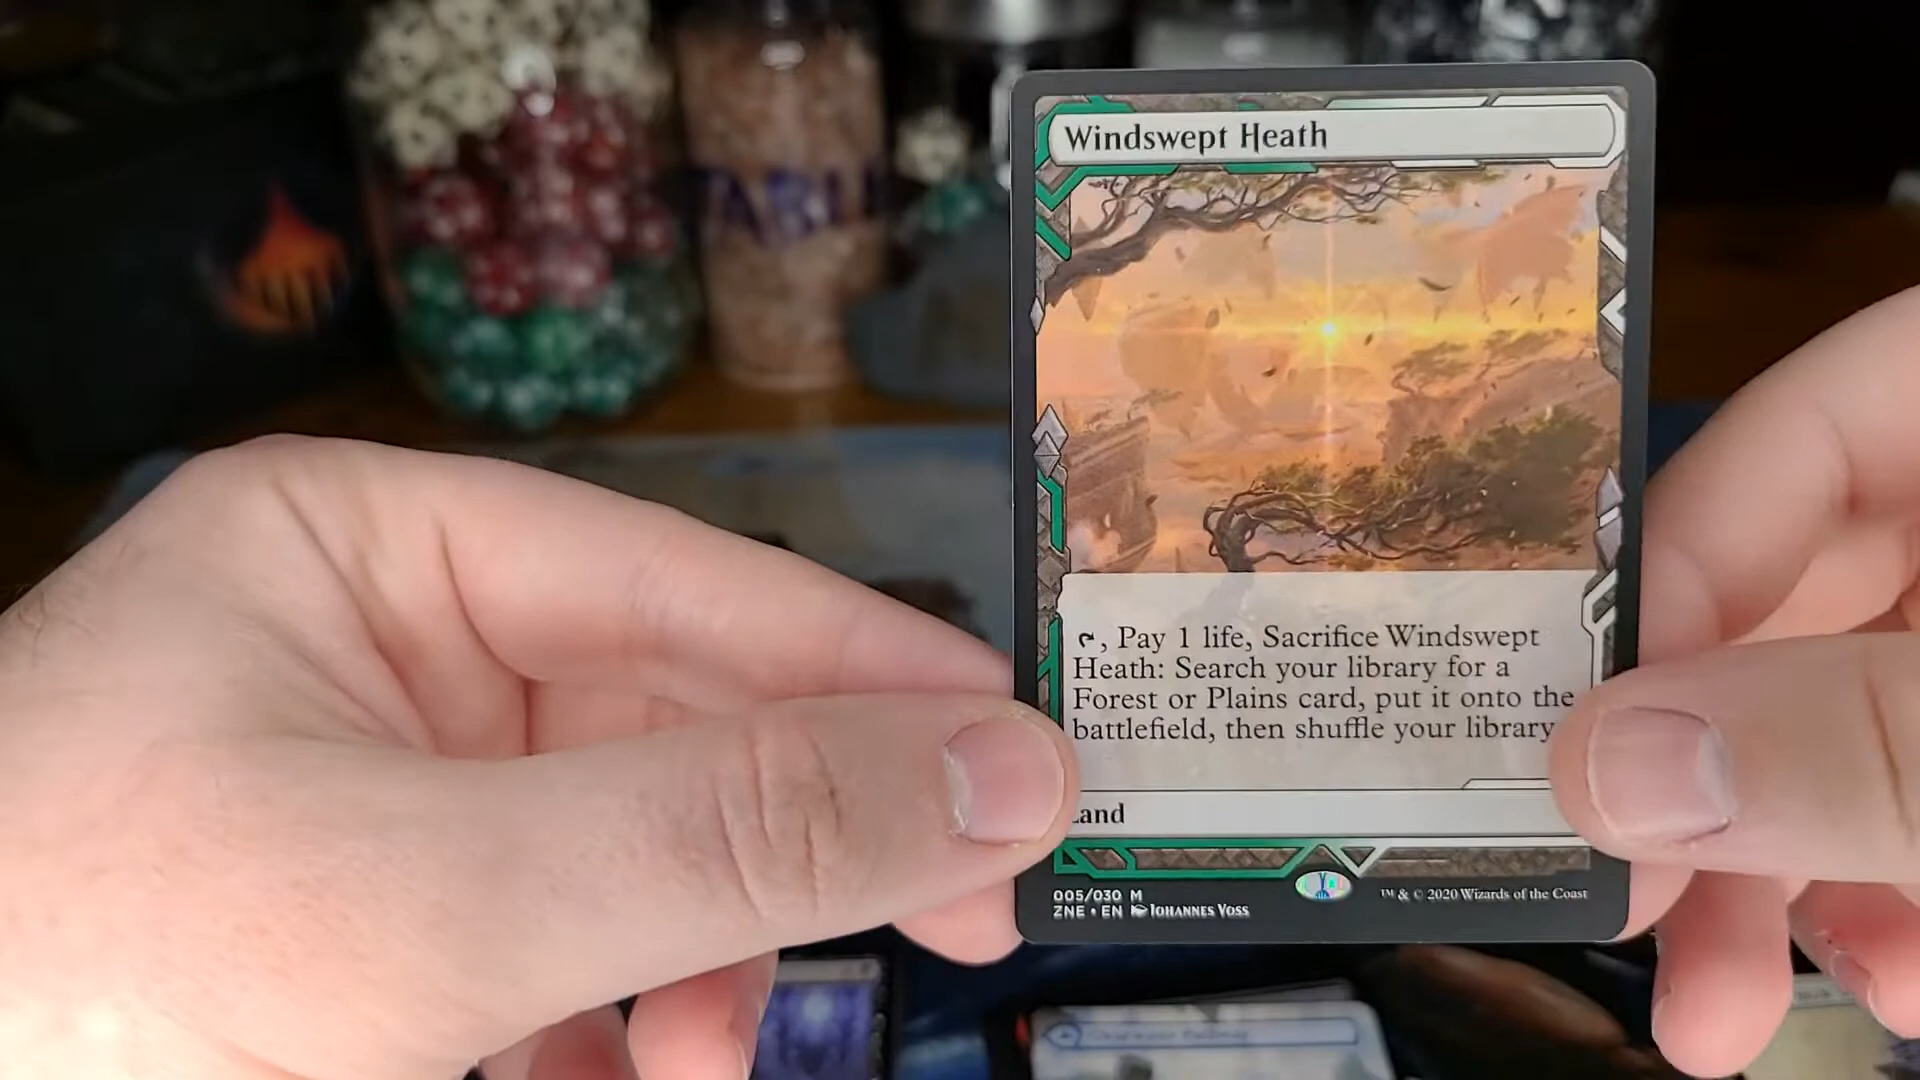 Windswept Heath
, Pay 1 life, Sacrifice Windswept
Heath: Search your library for a
Forest or Plains card, put it onto the
battlefield, then shuffle your library
Land
005/030 M
ZNE • EN Johannes Voss
™ & © 2020 Wizards of the Coast